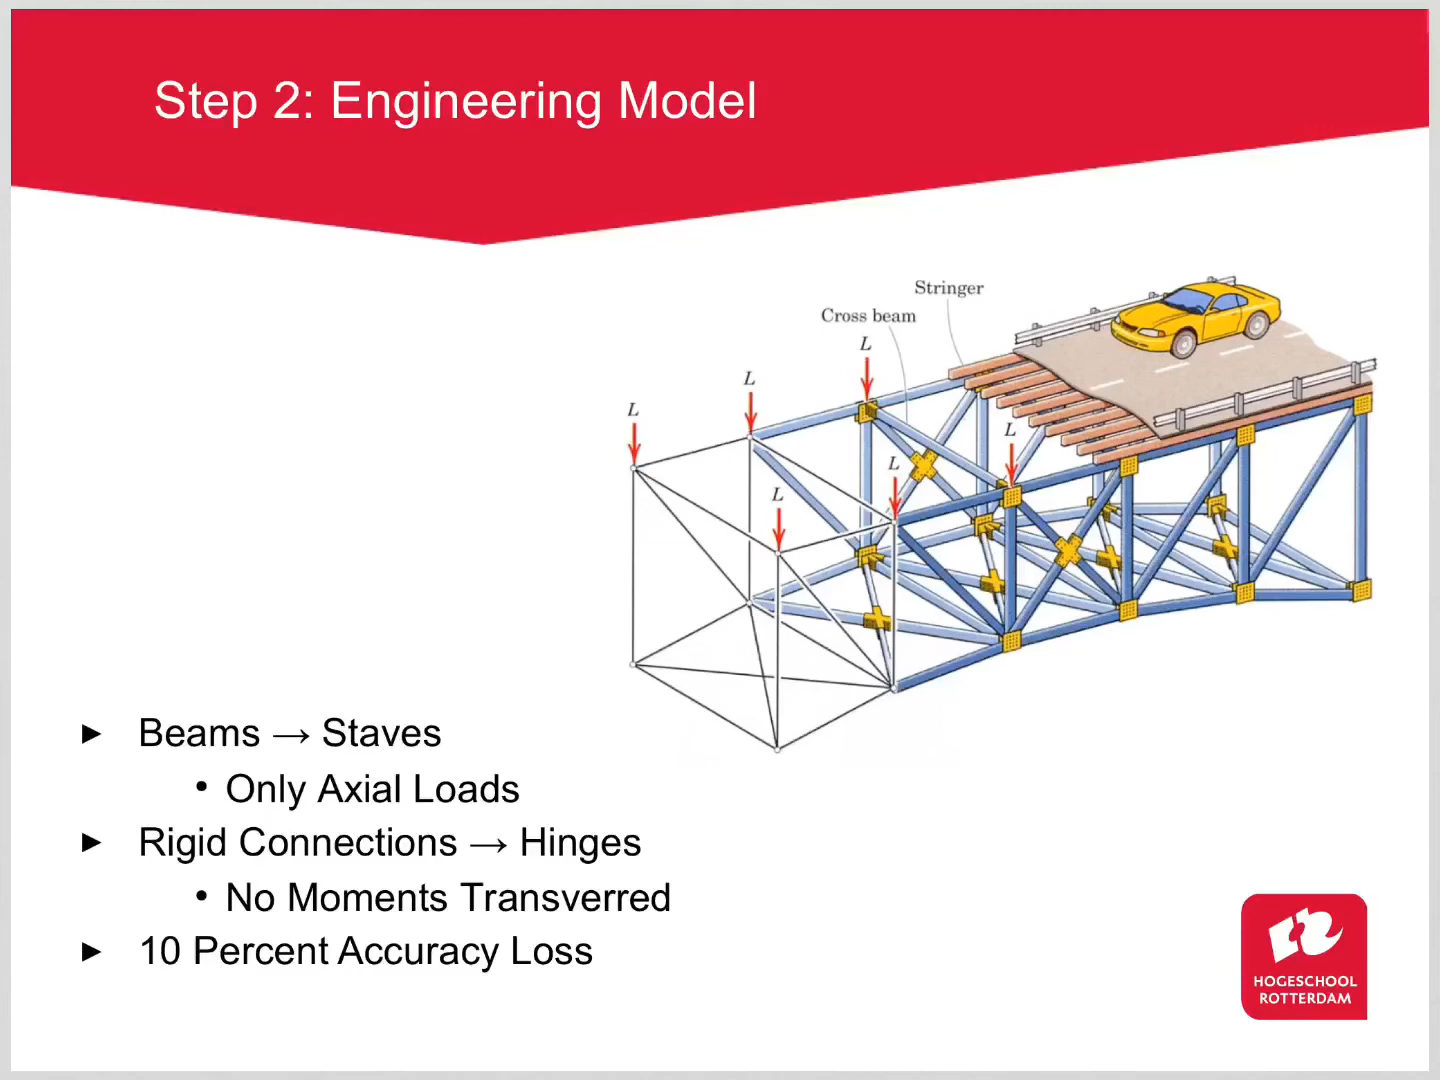 Step 2: Engineering Model
Stringer
Cross beam
L
L
L
L
L
L
► Beams → Staves
• Only Axial Loads
► Rigid Connections → Hinges
• No Moments Transverred
► 10 Percent Accuracy Loss
HOGESCHOOL
ROTTERDAM